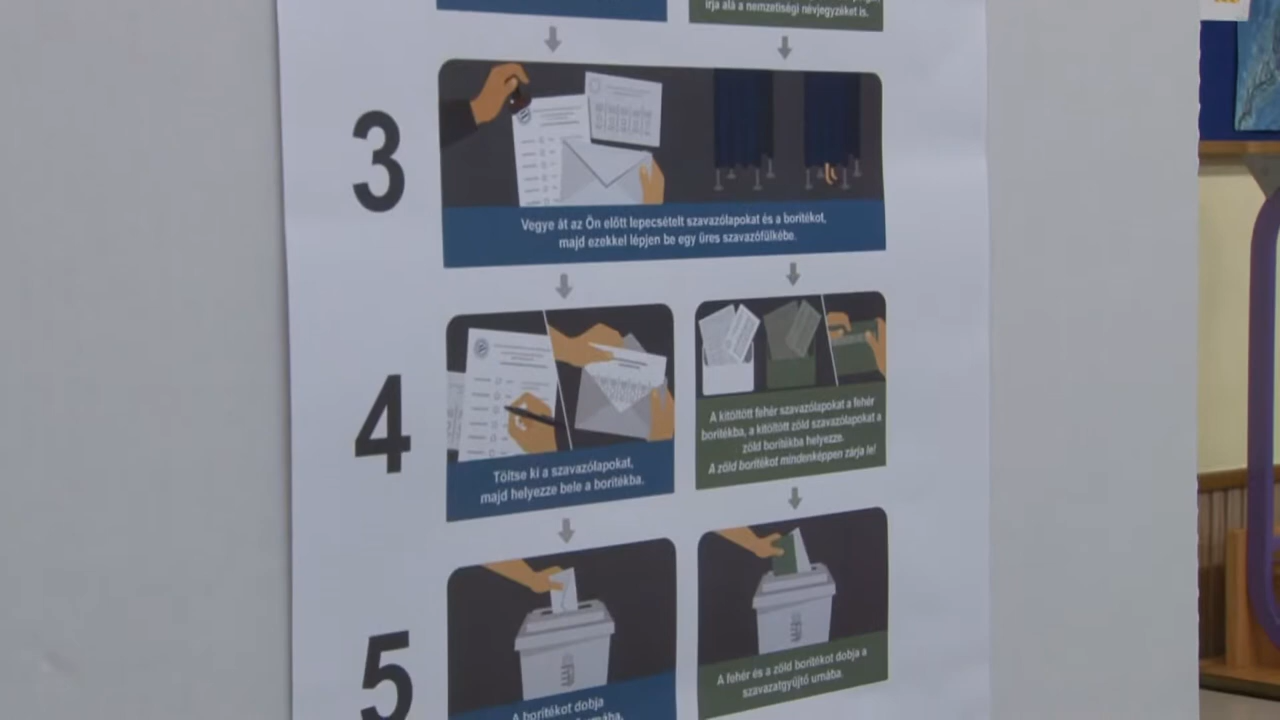 írja alá a nemzetiségi névjegyzéket is.
3
Vegye át az Ön előtt lepecsételt szavazólapokat és a borítékot,
majd ezekkel lépjen be egy üres szavazófülkébe.
4
Töltse ki a szavazólapokat,
majd helyezze bele a borítékba.
A kitöltött fehér szavazólapokat a fehér
borítékba, a kitöltött zöld szavazólapokat a
zöld borítékba helyezze.
A zöld borítékot mindenképpen zárja le!
5
A borítékot dobja
A fehér és a zöld borítékot dobja a
szavazatgyűjtő urnába.